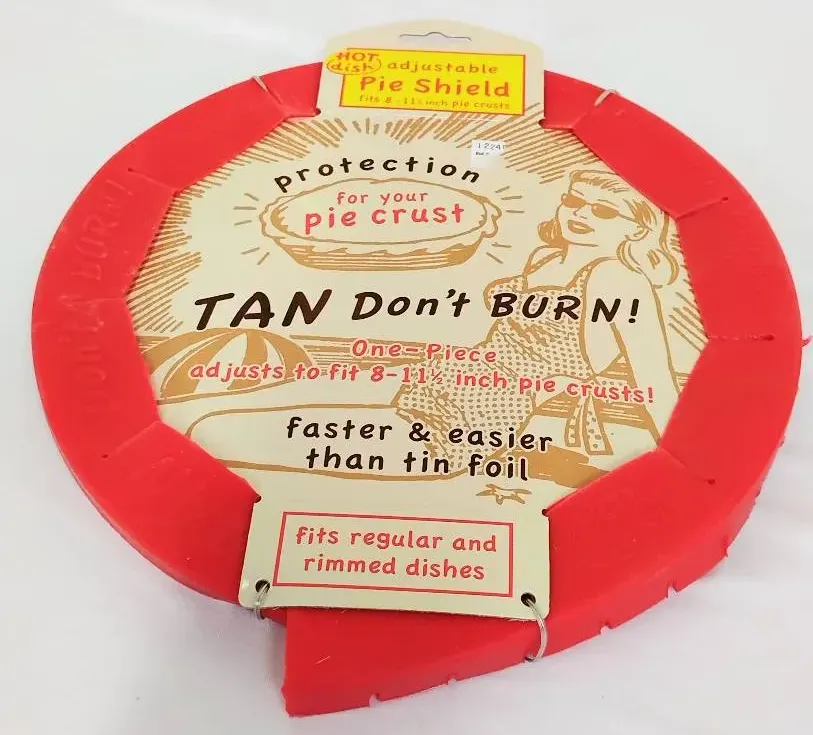 HOT
dish
adjustable
Pie Shield
fits 8-11½ inch pie crusts
protection
for your
pie crust
TAN Don't BURN!
One-Piece
adjusts to fit 8-11½ inch pie crusts!
faster & easier
than tin foil
fits regular and
rimmed dishes